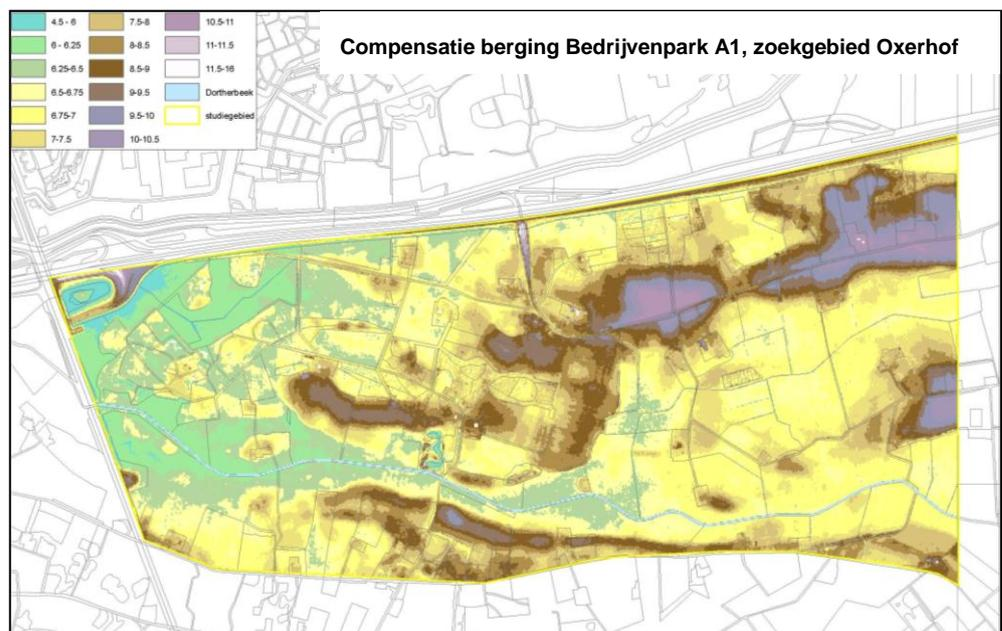 Compensatie berging Bedrijvenpark A1, zoekgebied Oxerhof
4.5 - 6
6 - 6.25
6.25-6.5
6.5-6.75
6.75-7
7-7.5
7.5-8
8-8.5
8.5-9
9-9.5
9.5-10
10-10.5
10.5-11
11-11.5
11.5-16
Dortherbeek
studiegebied